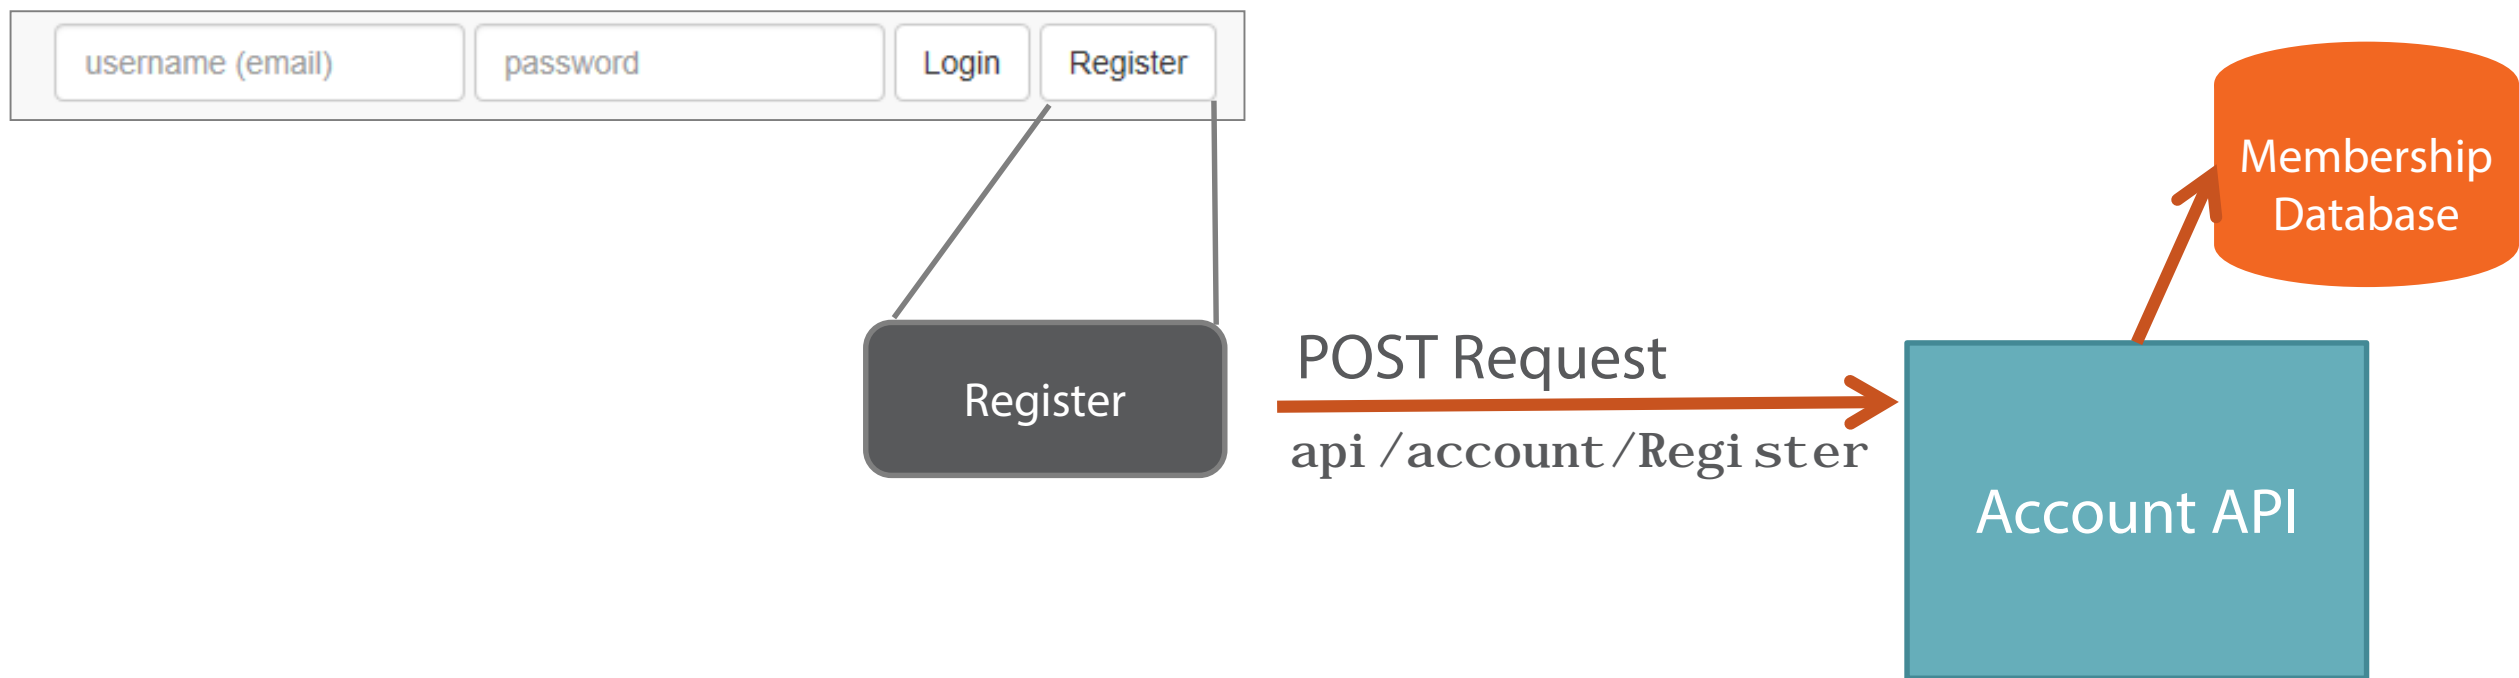 username (email)
password
Login
Register
Membership
Database
Register
POST Request
api/account/Register
Account API